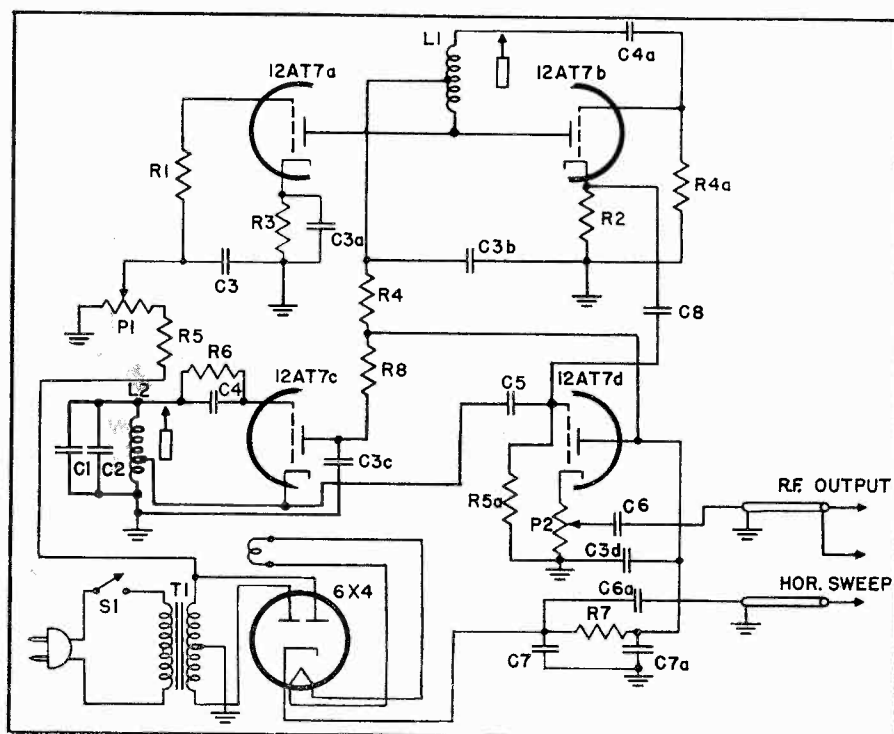 L1
C4a
12AT7a
12AT7b
R1
R3
C3a
R2
R4a
C3b
C3
R4
P1
R5
C8
R6
L2
12AT7c
R8
C5
12AT7d
C4
C1
C2
C3c
R5a
P2
C6
R.F. OUTPUT
C3d
S1
T1
6X4
C6a
HOR. SWEEP
R7
C7
C7a